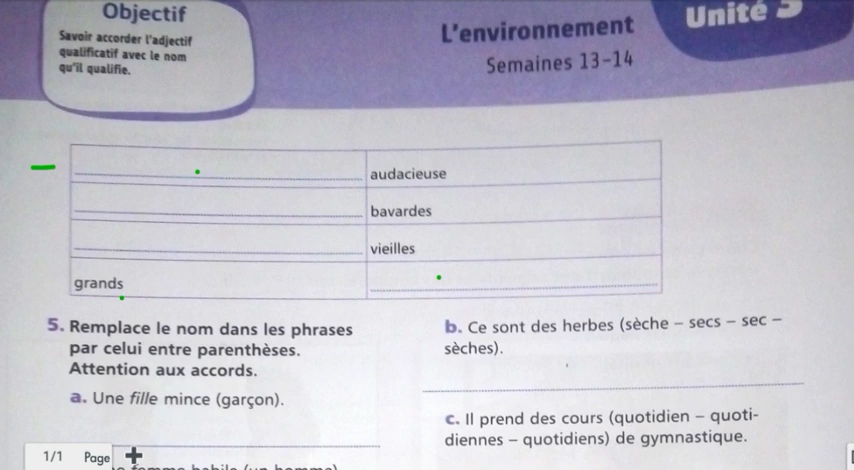 Objectif
Savoir accorder l'adjectif
qualificatif avec le nom
qu'il qualifie.
L'environnement
Semaines 13-14
Unité
audacieuse
bavardes
vieilles
grands
5. Remplace le nom dans les phrases
par celui entre parenthèses.
Attention aux accords.
a. Une fille mince (garçon).
b. Ce sont des herbes (sèche – secs – sec –
sèches).
c. Il prend des cours (quotidien – quoti-
diennes – quotidiens) de gymnastique.
1/1 Page